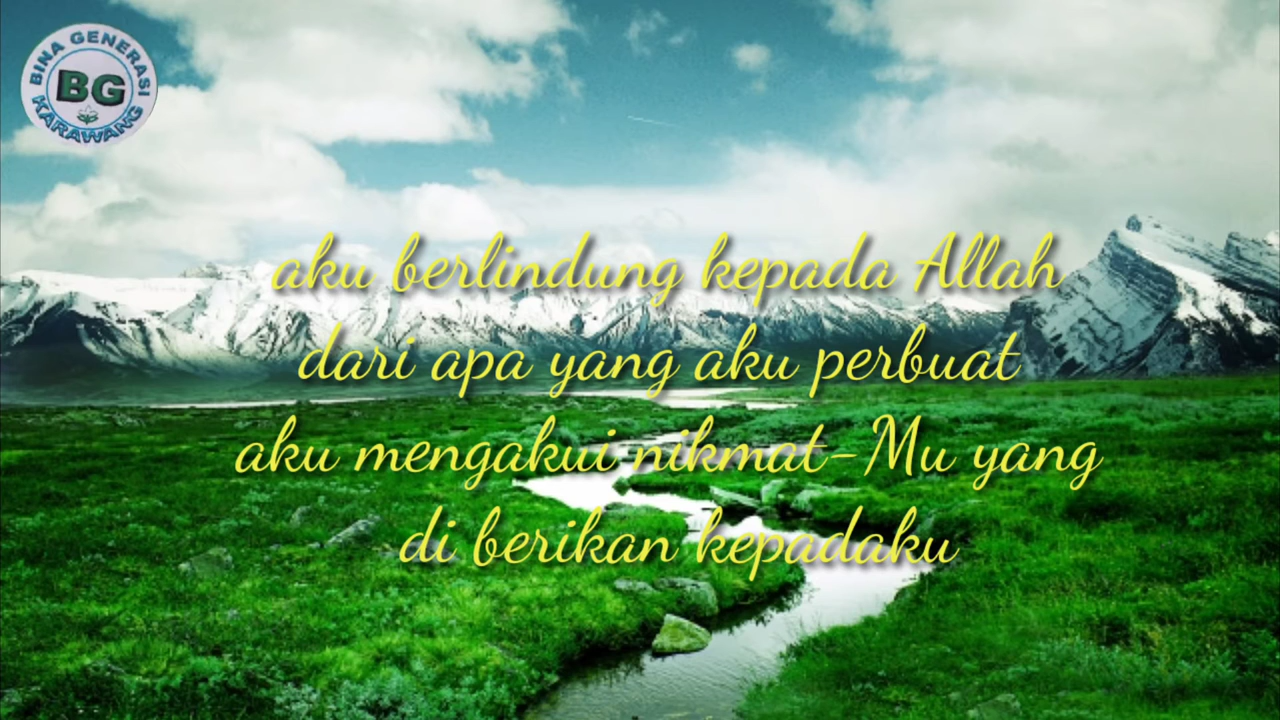 BINA GENERASI
BG
KARAWANG
aku berlindung kepada Allah
dari apa yang aku perbuat
aku mengakui nikmat-Mu yang
di berikan kepadaku